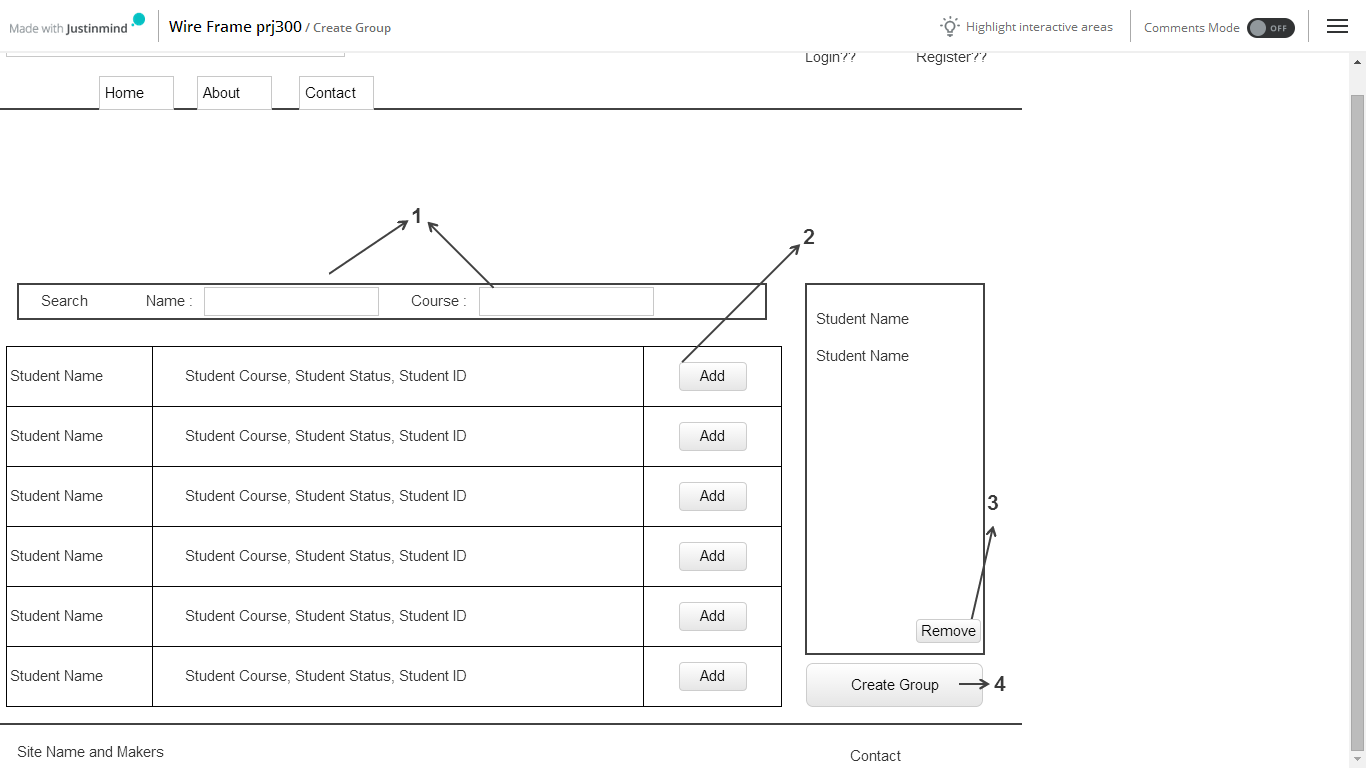 Made with Justinmind
Wire Frame prj300 / Create Group
Highlight interactive areas
Comments Mode
OFF
Login??
Register??
Home
About
Contact
1
2
Search
Name :
Course :
Student Name
Student Name
Student Name
Student Course, Student Status, Student ID
Add
Student Name
Student Course, Student Status, Student ID
Add
Student Name
Student Course, Student Status, Student ID
Add
3
Student Name
Student Course, Student Status, Student ID
Add
Student Name
Student Course, Student Status, Student ID
Add
Remove
Student Name
Student Course, Student Status, Student ID
Add
Create Group
4
Site Name and Makers
Contact